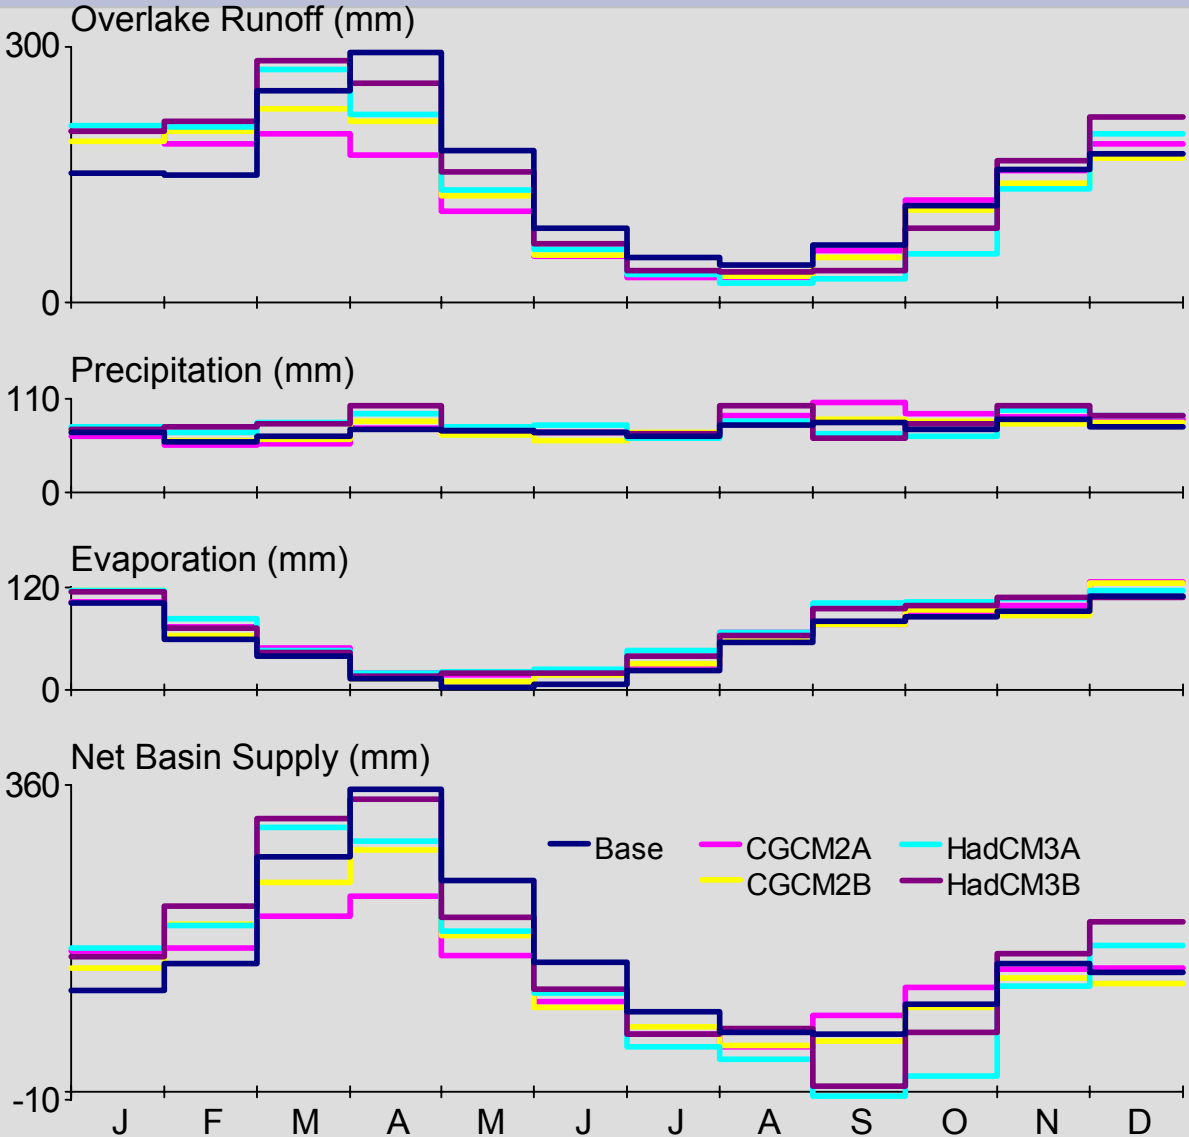 Overlake Runoff (mm)
300
0
Precipitation (mm)
110
0
Evaporation (mm)
120
0
Net Basin Supply (mm)
360
Base CGCM2A HadCM3A
CGCM2B HadCM3B
-10
J F M A M J J A S O N D